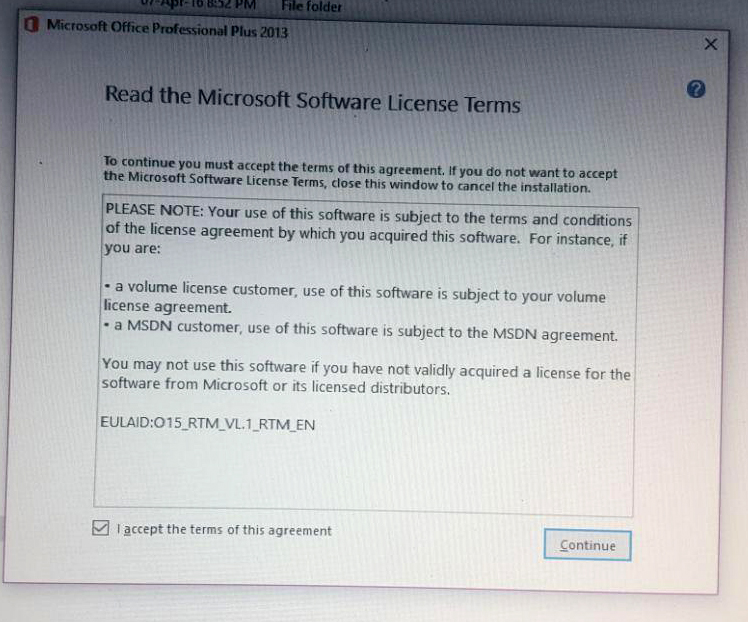 07-Apr-16 8:52 PM File folder
Microsoft Office Professional Plus 2013
Read the Microsoft Software License Terms
To continue you must accept the terms of this agreement. If you do not want to accept
the Microsoft Software License Terms, close this window to cancel the installation.
PLEASE NOTE: Your use of this software is subject to the terms and conditions
of the license agreement by which you acquired this software. For instance, if
you are:
• a volume license customer, use of this software is subject to your volume
license agreement.
• a MSDN customer, use of this software is subject to the MSDN agreement.
You may not use this software if you have not validly acquired a license for the
software from Microsoft or its licensed distributors.
EULAID:O15_RTM_VL.1_RTM_EN
I accept the terms of this agreement
Continue